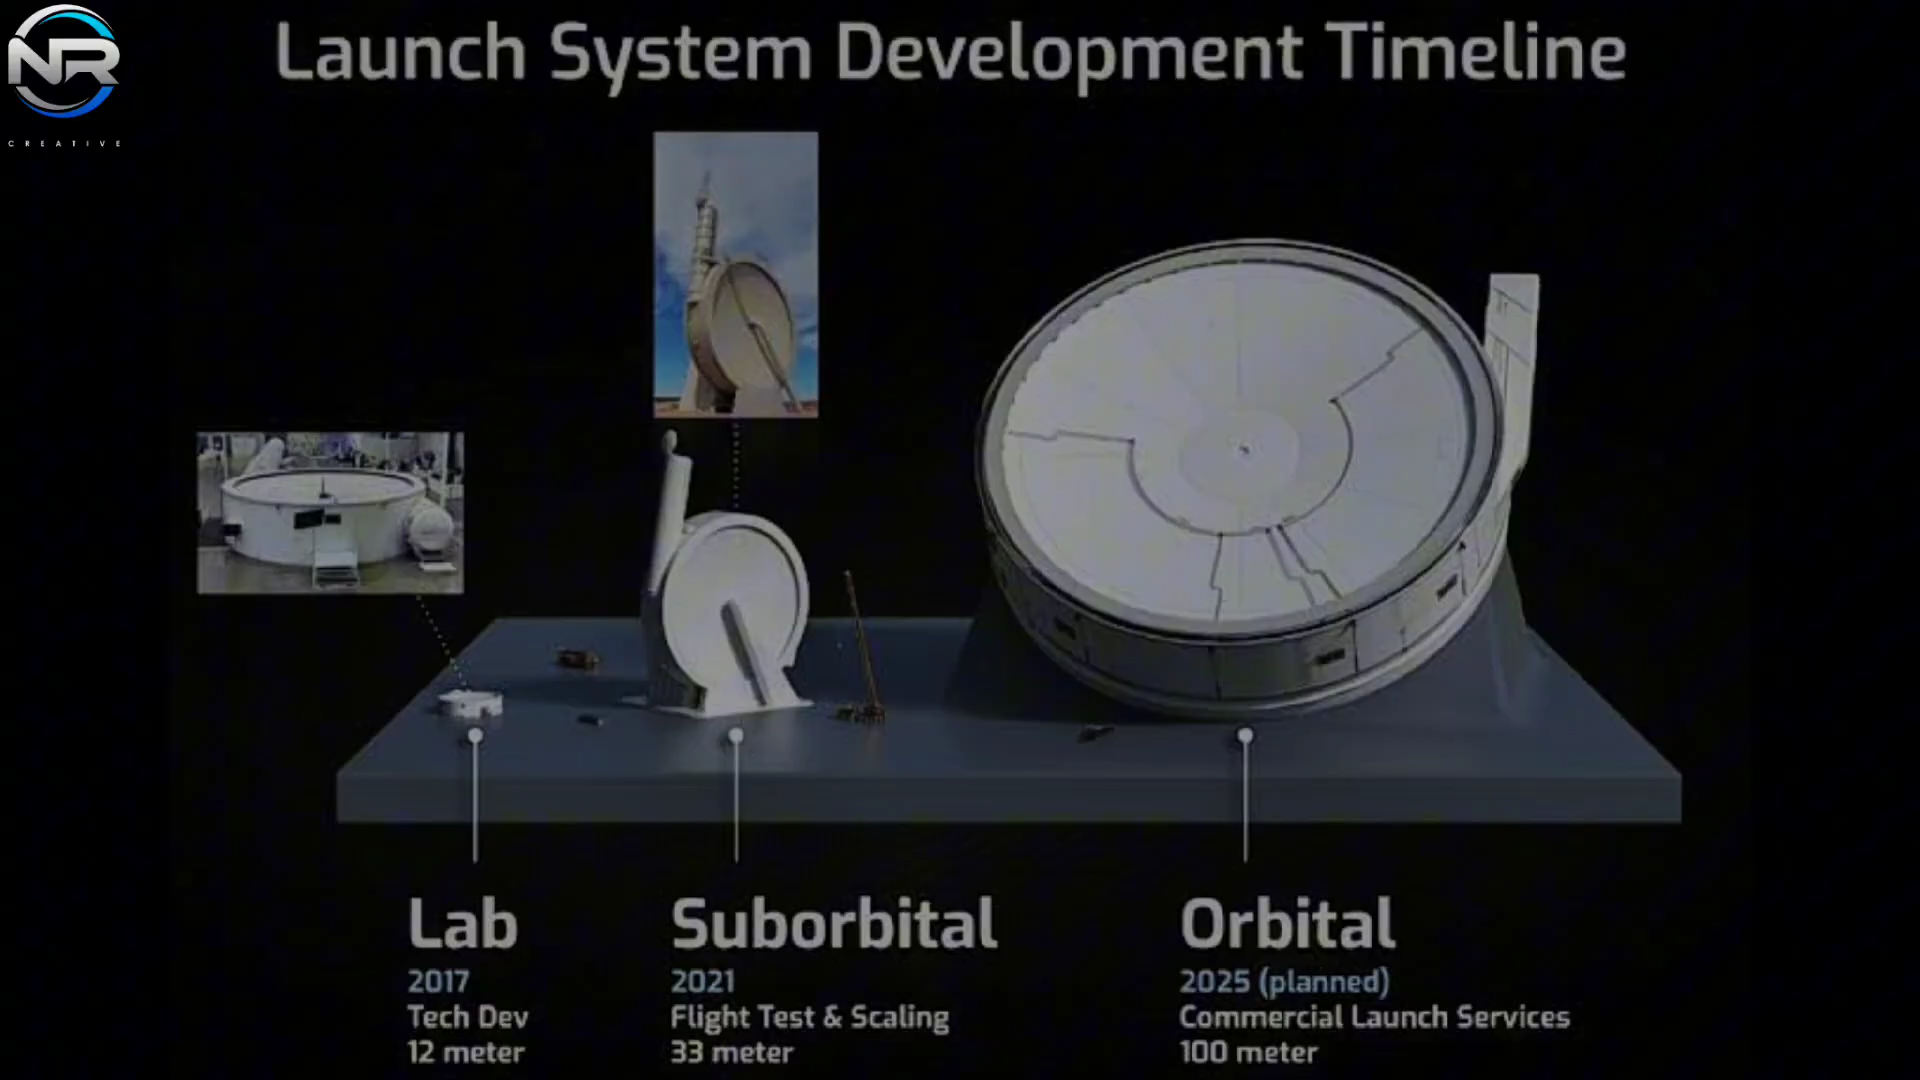 NR
CREATIVE
Launch System Development Timeline
Lab
2017
Tech Dev
12 meter
Suborbital
2021
Flight Test & Scaling
33 meter
Orbital
2025 (planned)
Commercial Launch Services
100 meter